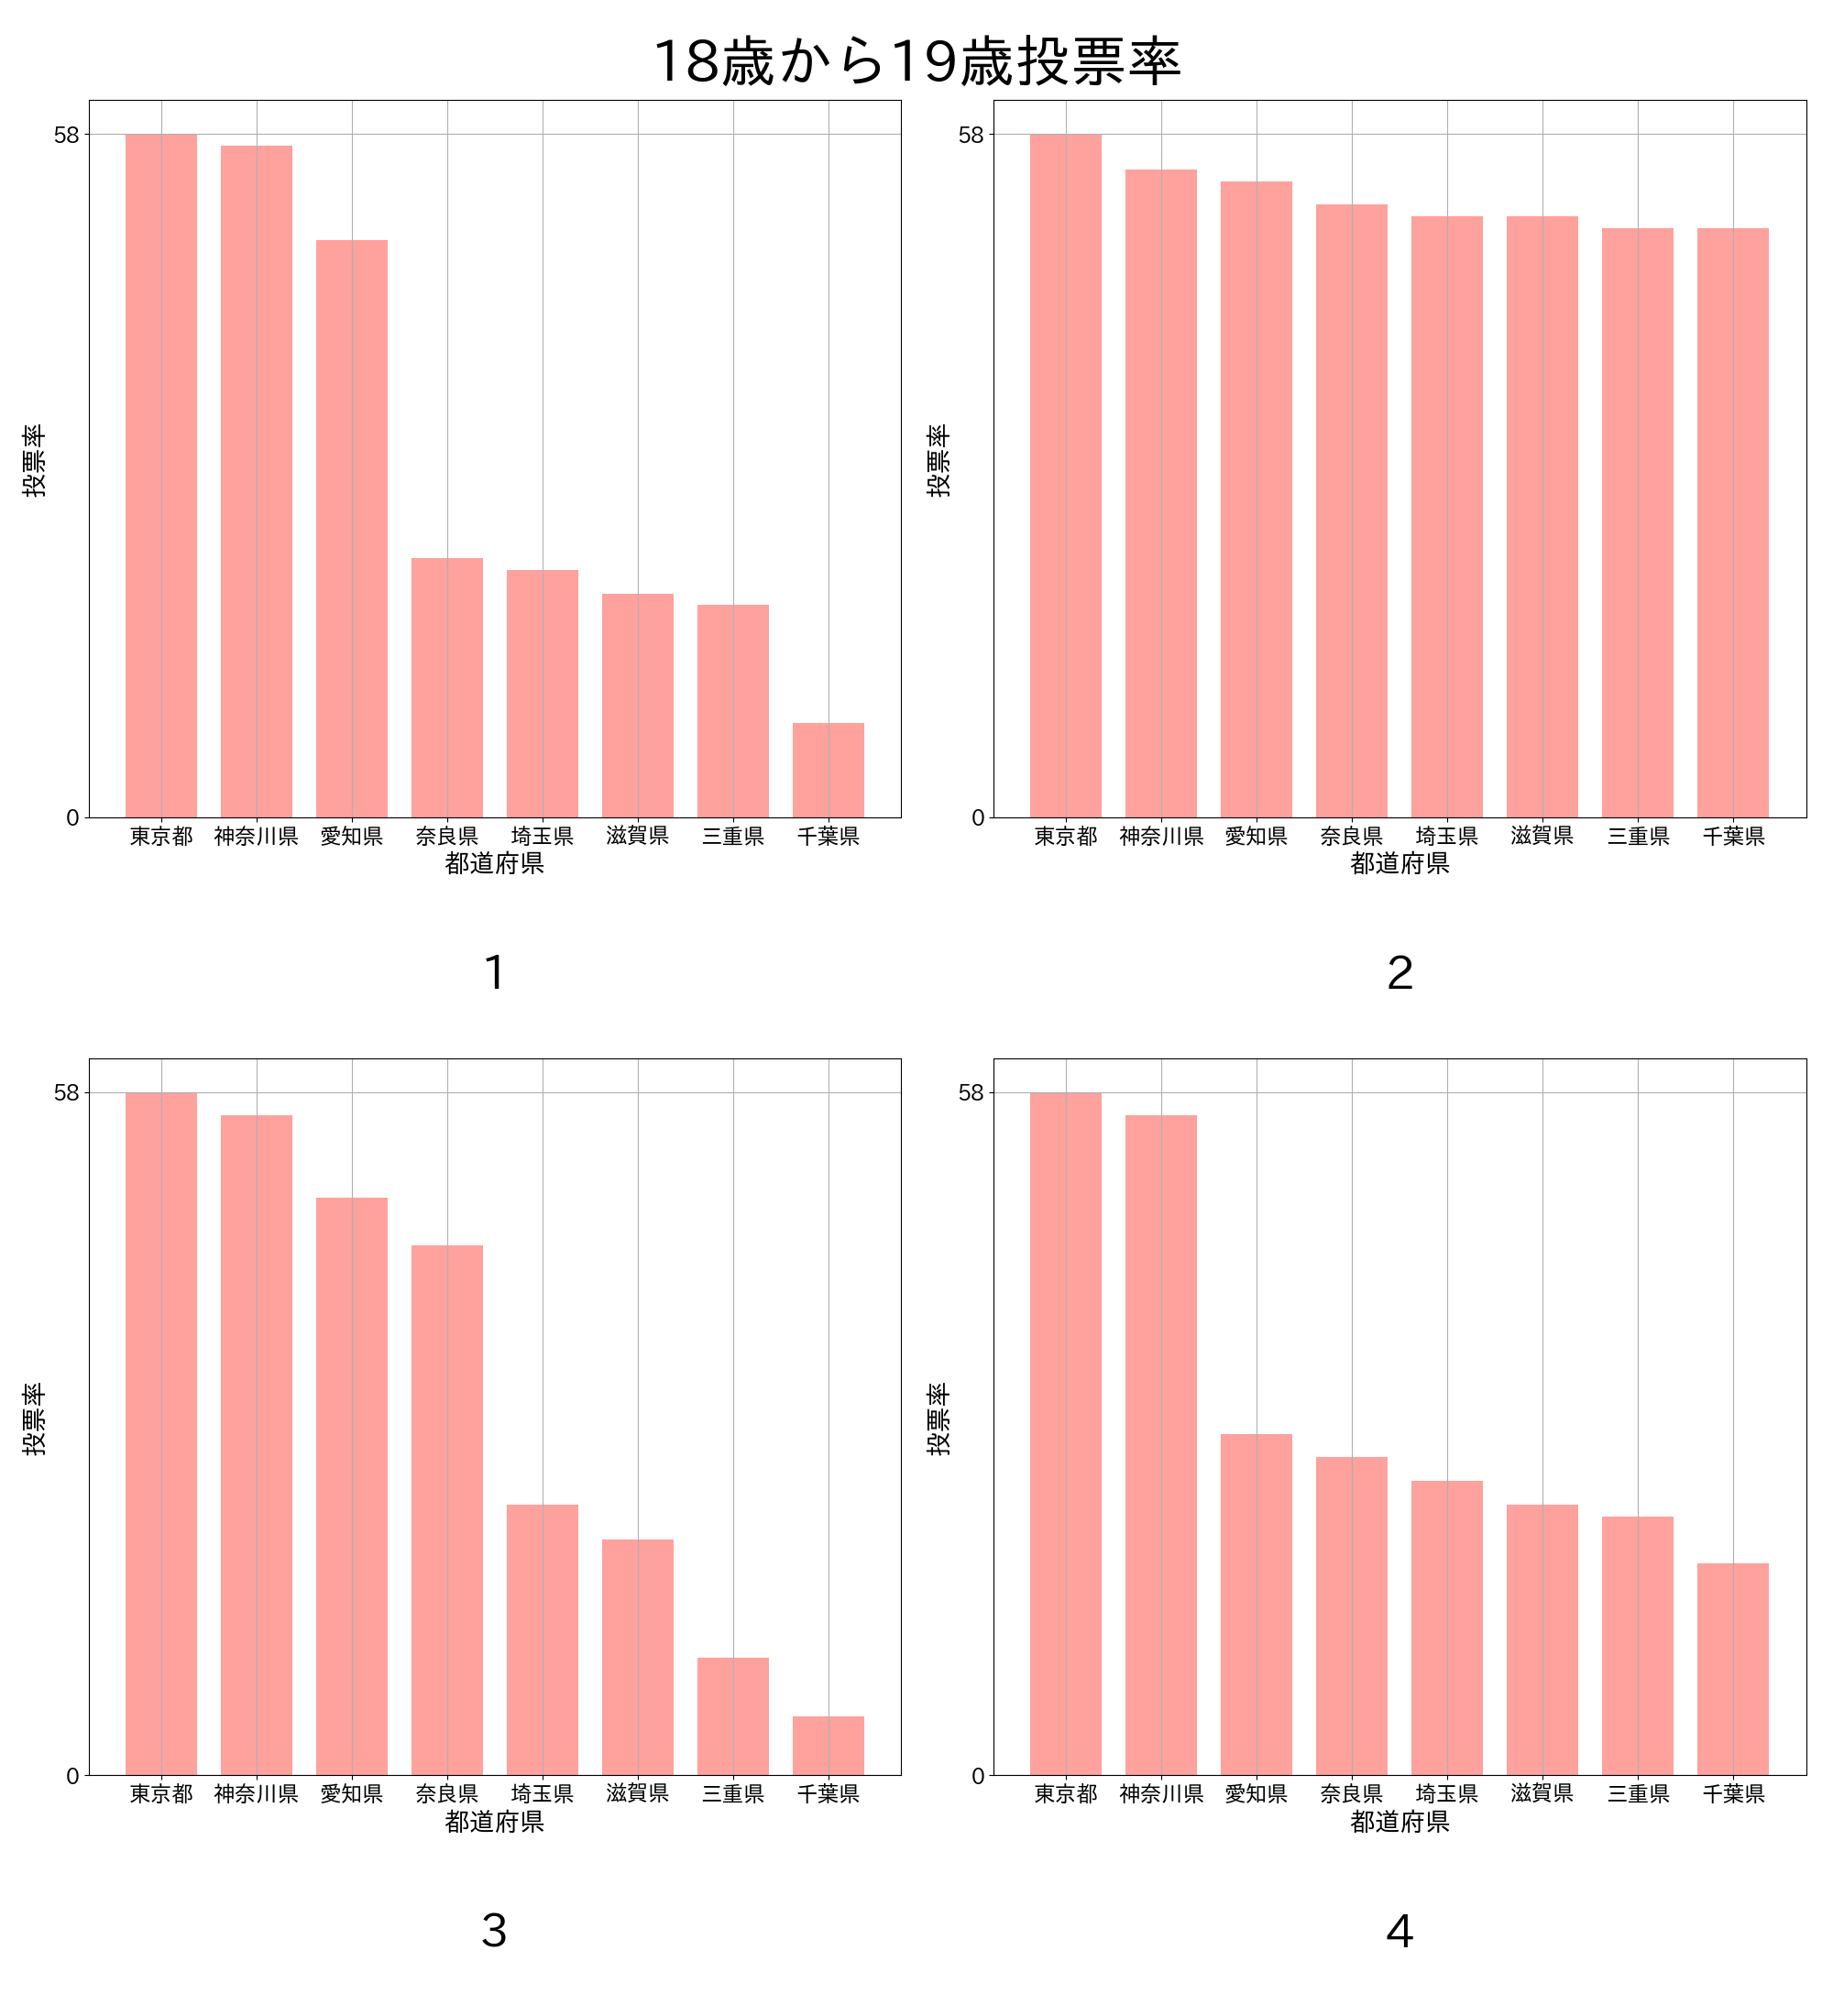 18歳から19歳投票率
58
0
投票率
東京都 神奈川県 愛知県 奈良県 埼玉県 滋賀県 三重県 千葉県
都道府県
1
58
0
投票率
東京都 神奈川県 愛知県 奈良県 埼玉県 滋賀県 三重県 千葉県
都道府県
2
58
0
投票率
東京都 神奈川県 愛知県 奈良県 埼玉県 滋賀県 三重県 千葉県
都道府県
3
58
0
投票率
東京都 神奈川県 愛知県 奈良県 埼玉県 滋賀県 三重県 千葉県
都道府県
4